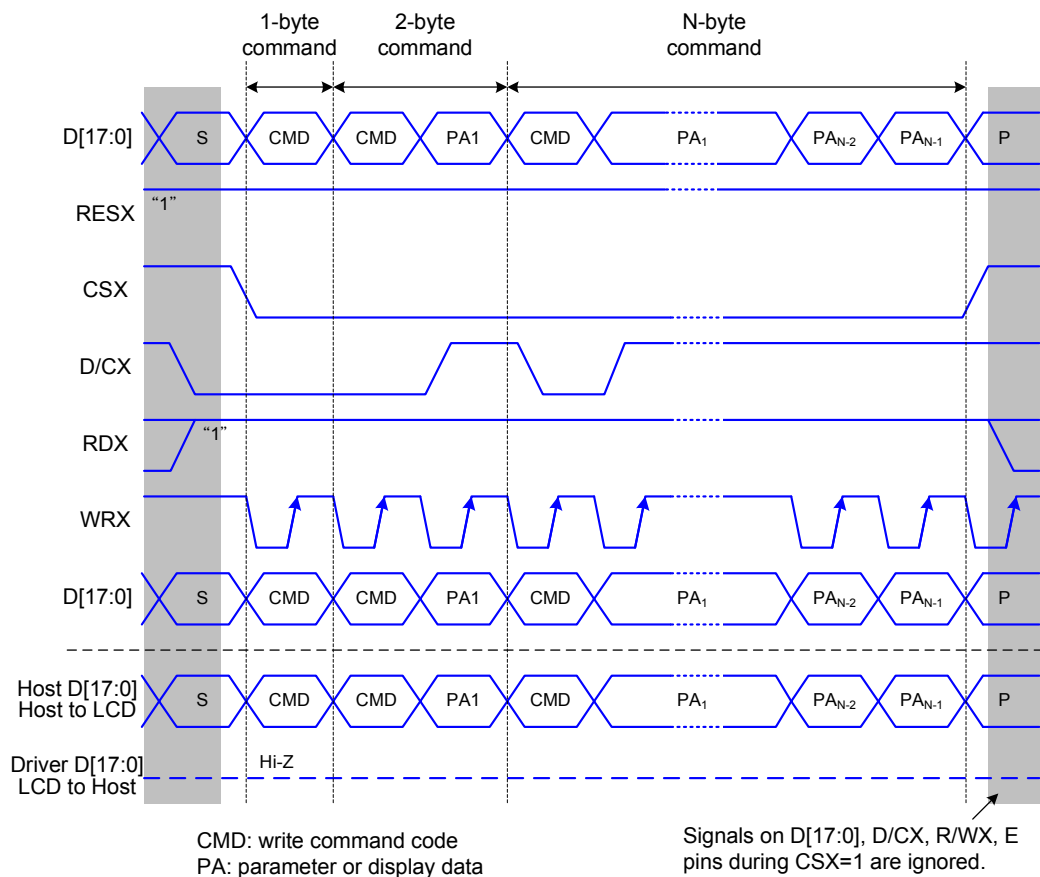 1-byte command
2-byte command
N-byte command
D[17:0] S CMD CMD PA1 CMD PA₁ PAN-2 PAN-1 P
RESX "1"
CSX
D/CX
RDX "1"
WRX
D[17:0] S CMD CMD PA1 CMD PA₁ PAN-2 PAN-1 P
Host D[17:0]
Host to LCD
S CMD CMD PA1 CMD PA₁ PAN-2 PAN-1 P
Driver D[17:0]
LCD to Host
Hi-Z
CMD: write command code
PA: parameter or display data
Signals on D[17:0], D/CX, R/WX, E
pins during CSX=1 are ignored.